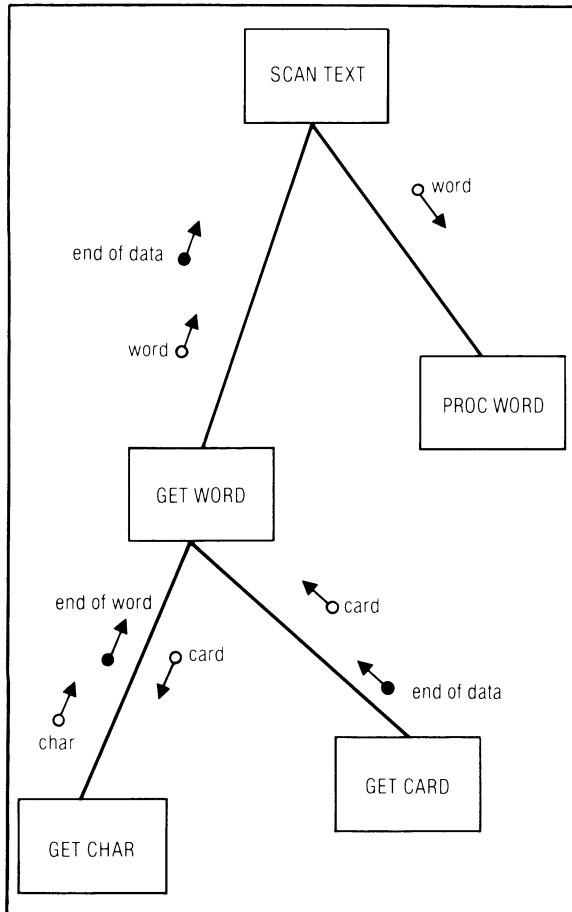 SCAN TEXT
word
end of data
word
PROC WORD
GET WORD
end of word
card
card
end of data
char
GET CARD
GET CHAR